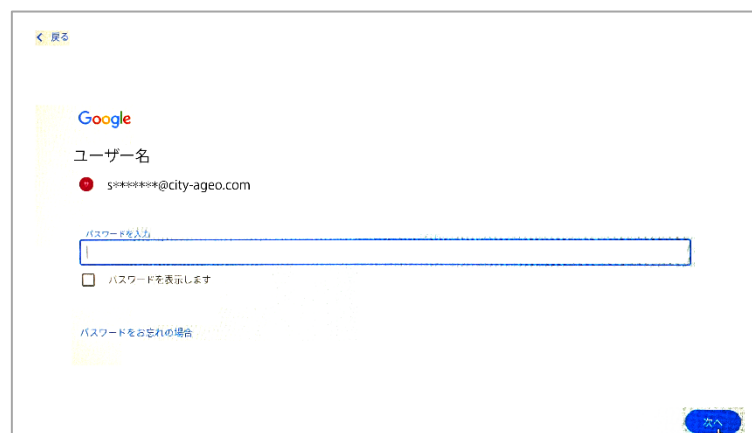 戻る
Google
ユーザー名
s*******@city-ageo.com
パスワードを入力
パスワードを表示します
パスワードをお忘れの場合
次へ